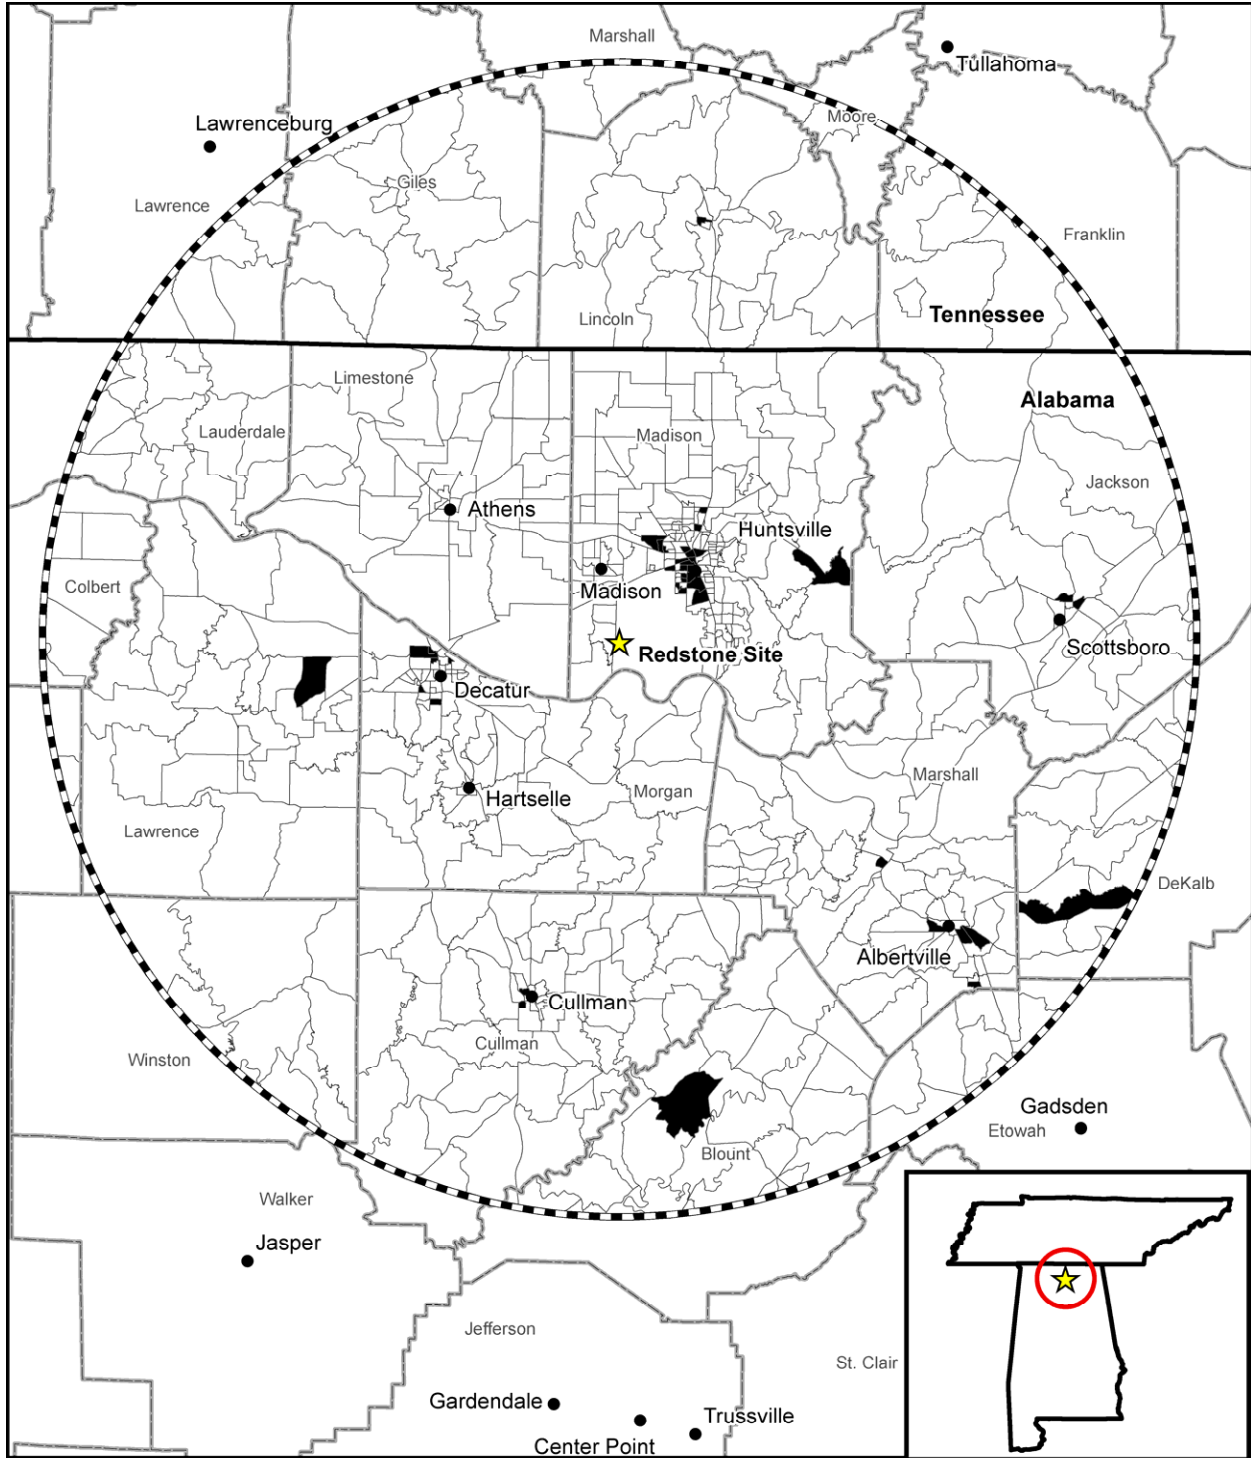 Marshall
Tullahoma
Moore
Lawrenceburg
Giles
Lawrence
Franklin
Lincoln
Tennessee
Limestone
Alabama
Lauderdale
Madison
Jackson
Athens
Huntsville
Colbert
Madison
Scottsboro
Redstone Site
Decatur
Marshall
Hartselle
Morgan
Lawrence
DeKalb
Albertville
Cullman
Cullman
Winston
Gadsden
Etowah
Blount
Walker
Jasper
Jefferson
St. Clair
Gardendale
Trussville
Center Point